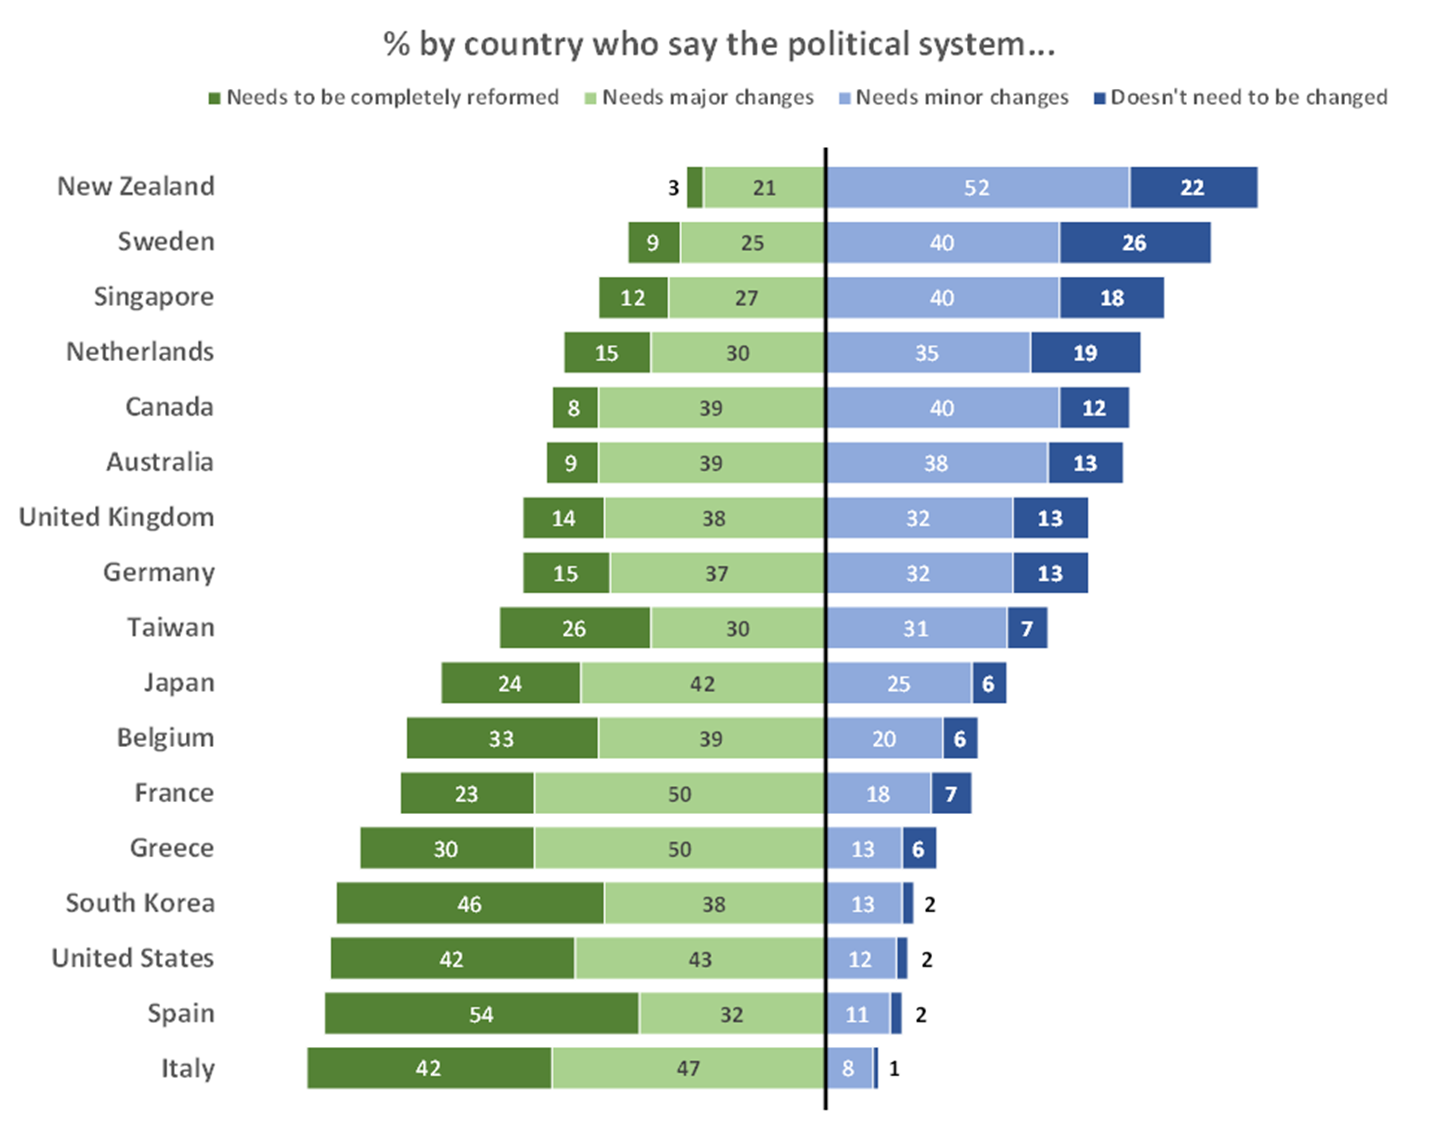 % by country who say the political system...
Needs to be completely reformed Needs major changes Needs minor changes Doesn't need to be changed
New Zealand 3 21 52 22
Sweden 9 25 40 26
Singapore 12 27 40 18
Netherlands 15 30 35 19
Canada 8 39 40 12
Australia 9 39 38 13
United Kingdom 14 38 32 13
Germany 15 37 32 13
Taiwan 26 30 31 7
Japan 24 42 25 6
Belgium 33 39 20 6
France 23 50 18 7
Greece 30 50 13 6
South Korea 46 38 13 2
United States 42 43 12 2
Spain 54 32 11 2
Italy 42 47 8 1